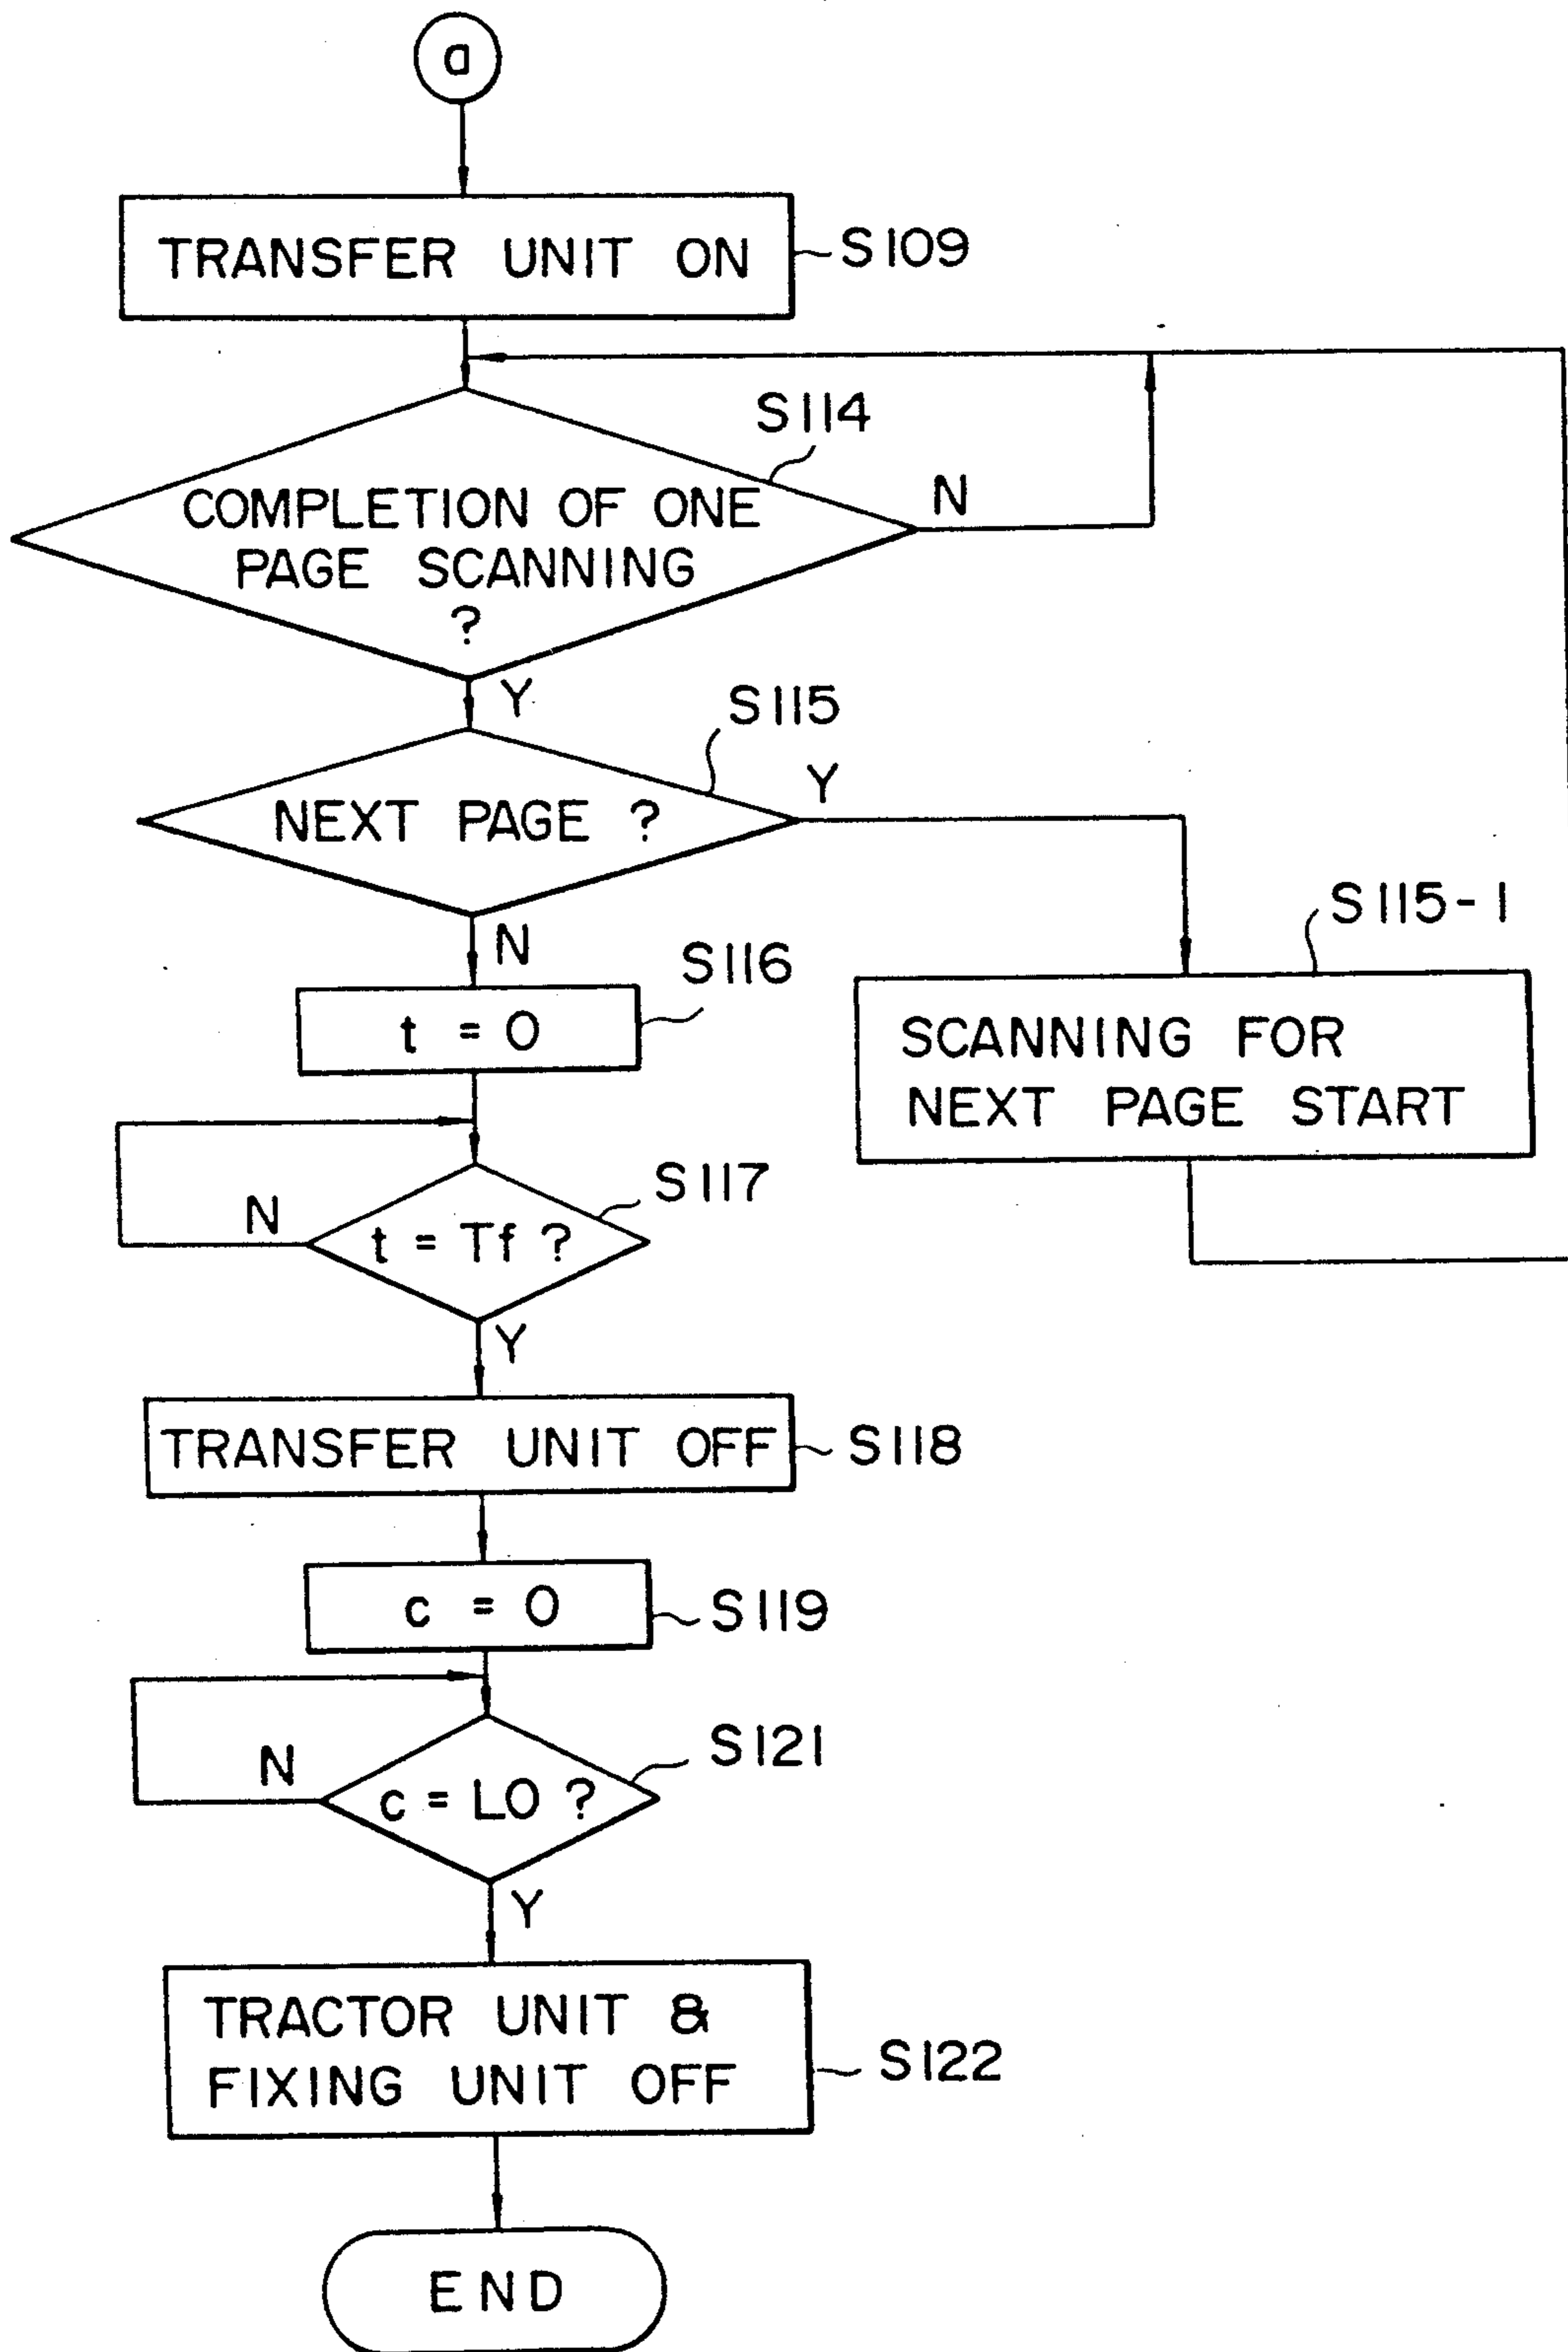 a
TRANSFER UNIT ON
S109
S114
COMPLETION OF ONE
PAGE SCANNING
?
N
Y
S115
NEXT PAGE ?
Y
N
S115-1
SCANNING FOR
NEXT PAGE START
S116
t = 0
S117
N
t = Tf ?
Y
TRANSFER UNIT OFF
S118
c = 0
S119
S121
N
c = LO ?
Y
TRACTOR UNIT &
FIXING UNIT OFF
S122
END